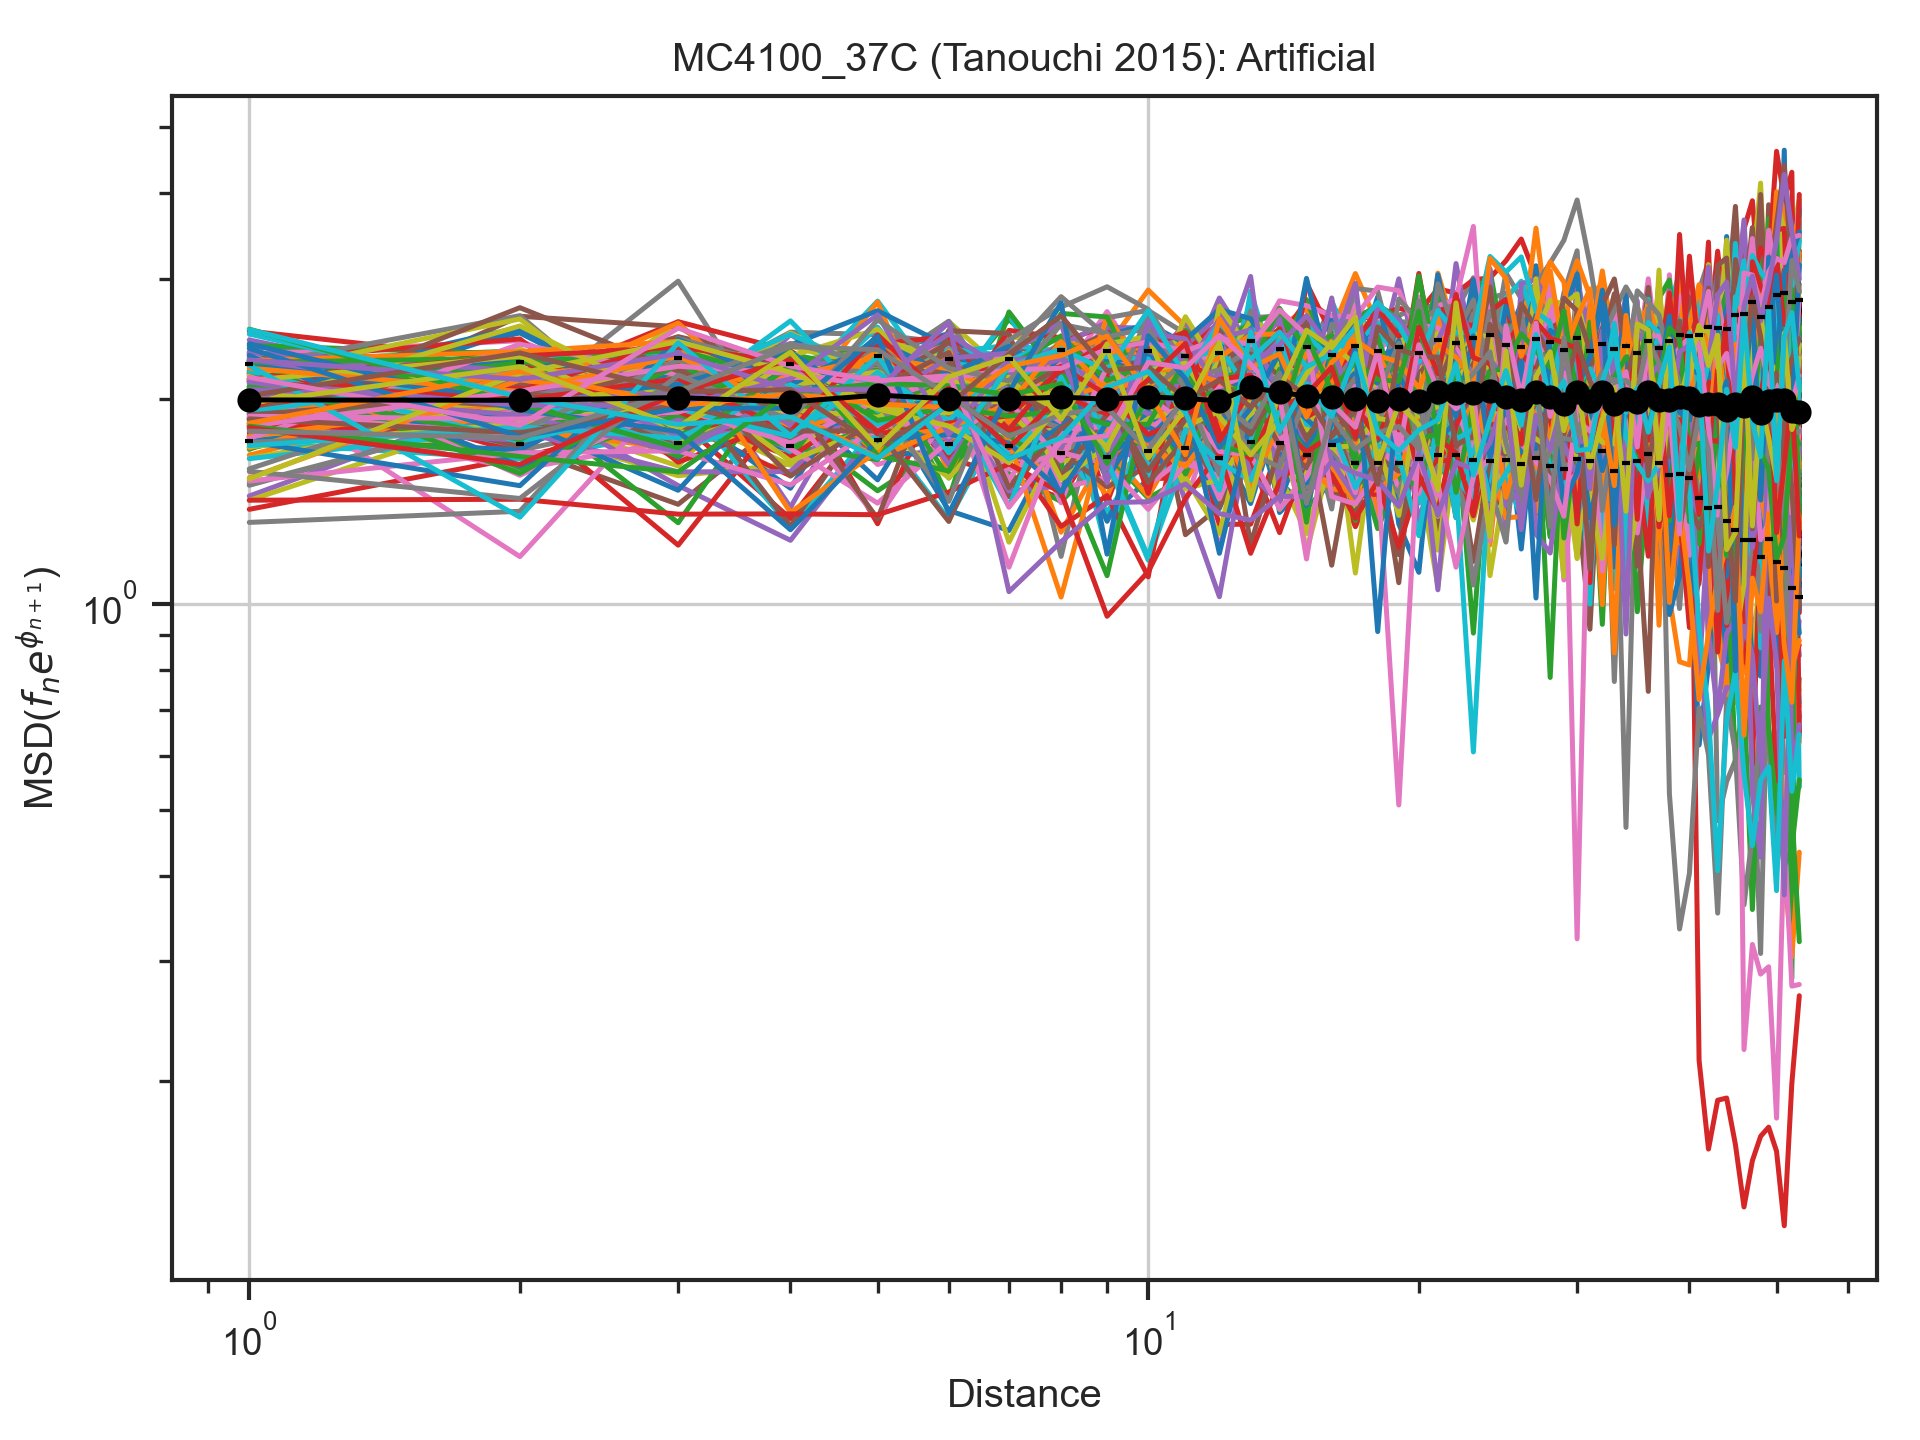 MC4100_37C (Tanouchi 2015): Artificial
MSD(fₙe^ϕₙ₊₁)
10⁰
10⁰
10¹
Distance